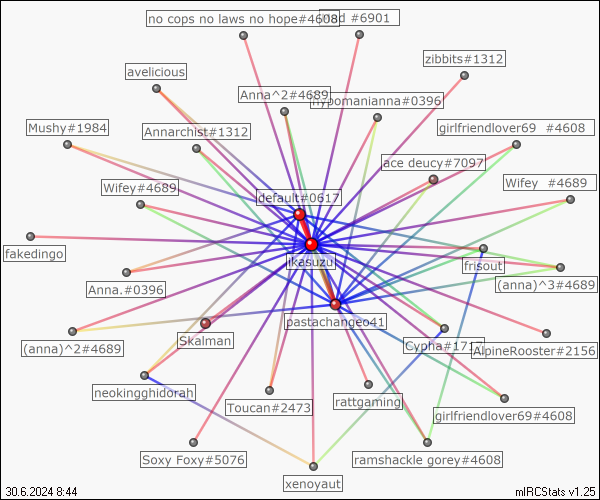 no cops no laws no hope#4608
#6901
zibbits#1312
avelicious
Anna^2#4689
hypomanianna#0396
Mushy#1984
Annarchist#1312
girlfriendlover69 #4608
ace deucy#7097
Wifey#4689
default#0617
Wifey #4689
fakedingo
ikasuzu
frisout
Anna.#0396
(anna)^3#4689
pastachangeo41
(anna)^2#4689
Skalman
AlpineRooster#2156
neokingghidorah
Toucan#2473
rattgaming
girlfriendlover69#4608
Soxy Foxy#5076
ramshackle gorey#4608
xenoyaut
30.6.2024 8:44
mIRCStats v1.25